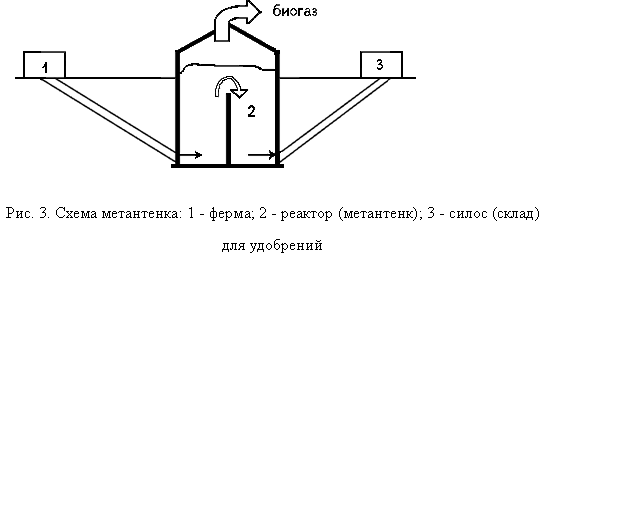 биогаз
1
3
2
Рис. 3. Схема метантенка: 1 - ферма; 2 - реактор (метантенк); 3 - силос (склад)
для удобрений